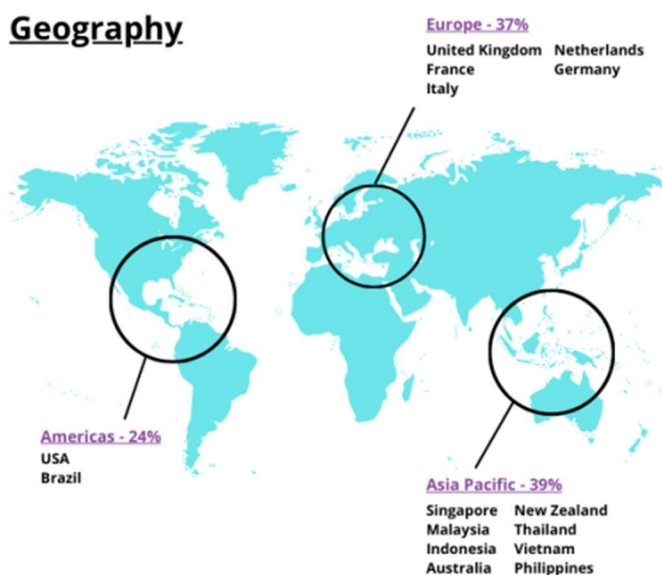 Geography
Europe - 37%
United Kingdom Netherlands
France Germany
Italy
Americas - 24%
USA
Brazil
Asia Pacific - 39%
Singapore New Zealand
Malaysia Thailand
Indonesia Vietnam
Australia Philippines